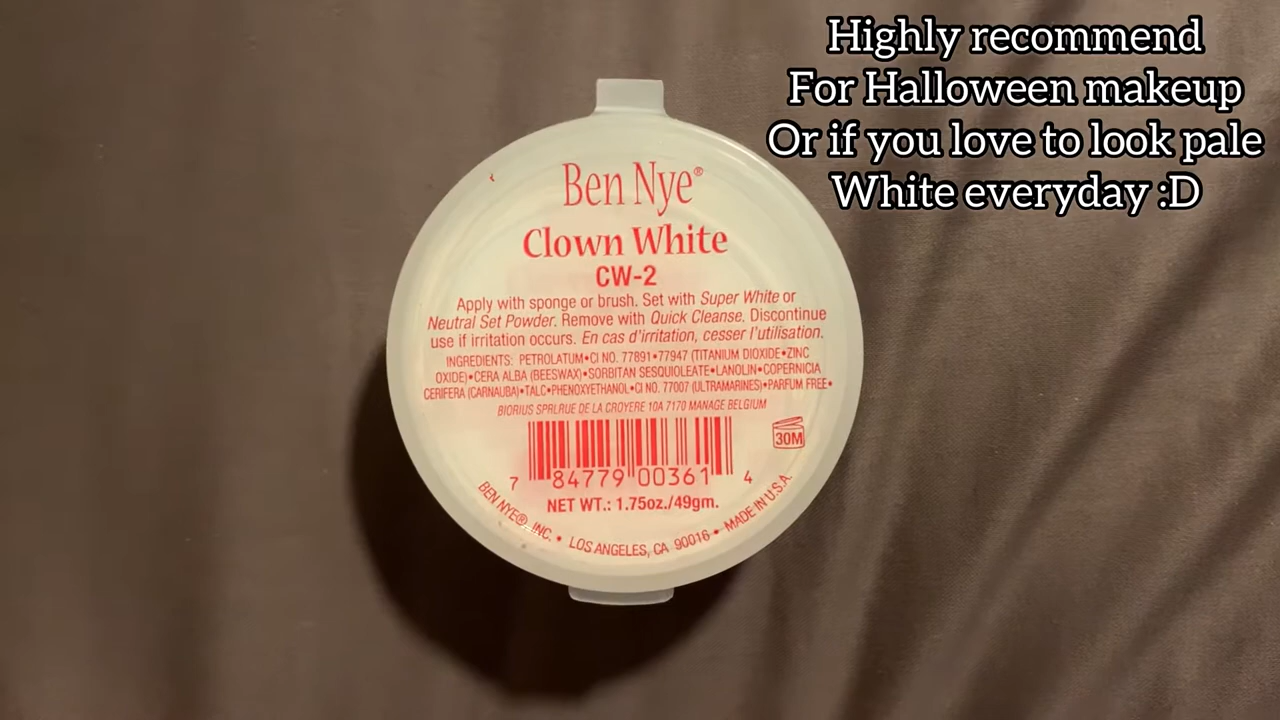 Highly recommend
For Halloween makeup
Or if you love to look pale
White everyday :D
Ben Nye®
Clown White
CW-2
Apply with sponge or brush. Set with Super White or
Neutral Set Powder. Remove with Quick Cleanse. Discontinue
use if irritation occurs. En cas d'irritation, cesser l'utilisation.
INGREDIENTS: PETROLATUM•CI NO. 77891•77947 (TITANIUM DIOXIDE•ZINC
OXIDE)•CERA ALBA (BEESWAX)•SORBITAN SESQUIOLEATE•LANOLIN•COPERNICIA
CERIFERA (CARNAUBA)•TALC•PHENOXYETHANOL•CI NO. 77007 (ULTRAMARINES)•PARFUM FREE•
BIORIUS SPRLRUE DE LA CROYERE 10A 7170 MANAGE BELGIUM
30M
7 84779 00361 4
NET WT.: 1.75oz./49gm.
BEN NYE®, INC. • LOS ANGELES, CA 90016 • MADE IN U.S.A.